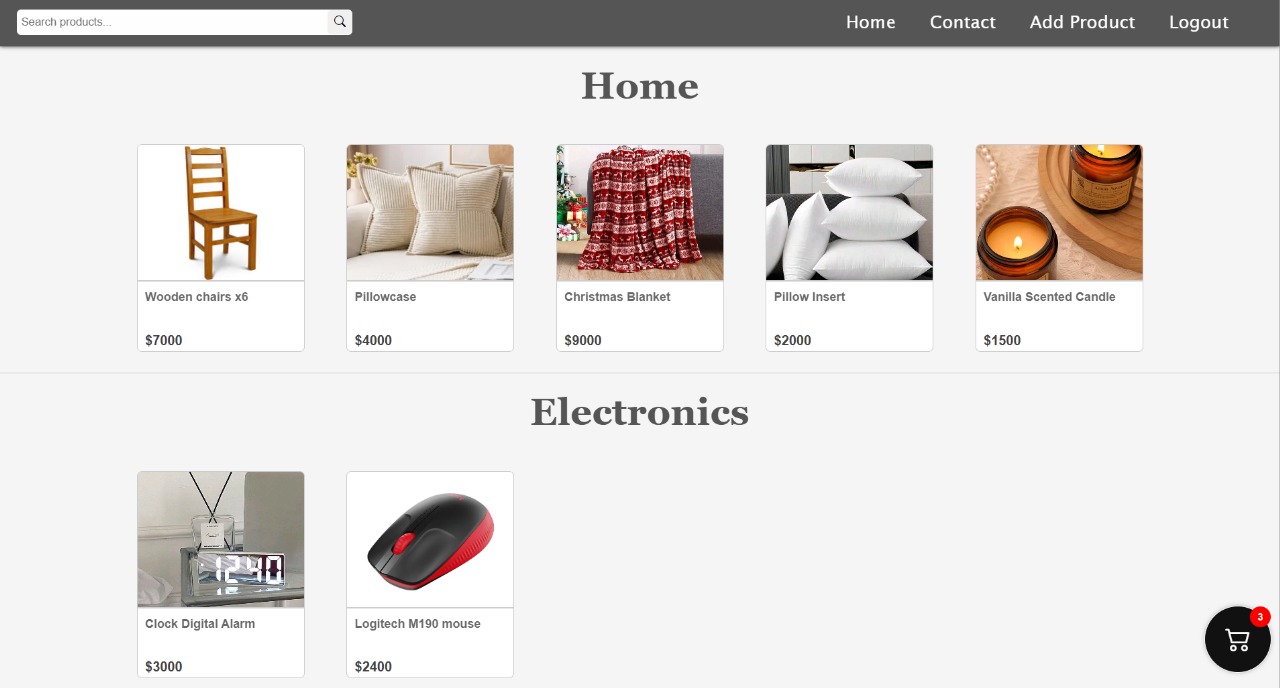 Search products...
Home Contact Add Product Logout
Home
Wooden chairs x6
$7000
Pillowcase
$4000
Christmas Blanket
$9000
Pillow Insert
$2000
Vanilla Scented Candle
$1500
Electronics
12:40
Clock Digital Alarm
$3000
Logitech M190 mouse
$2400
3